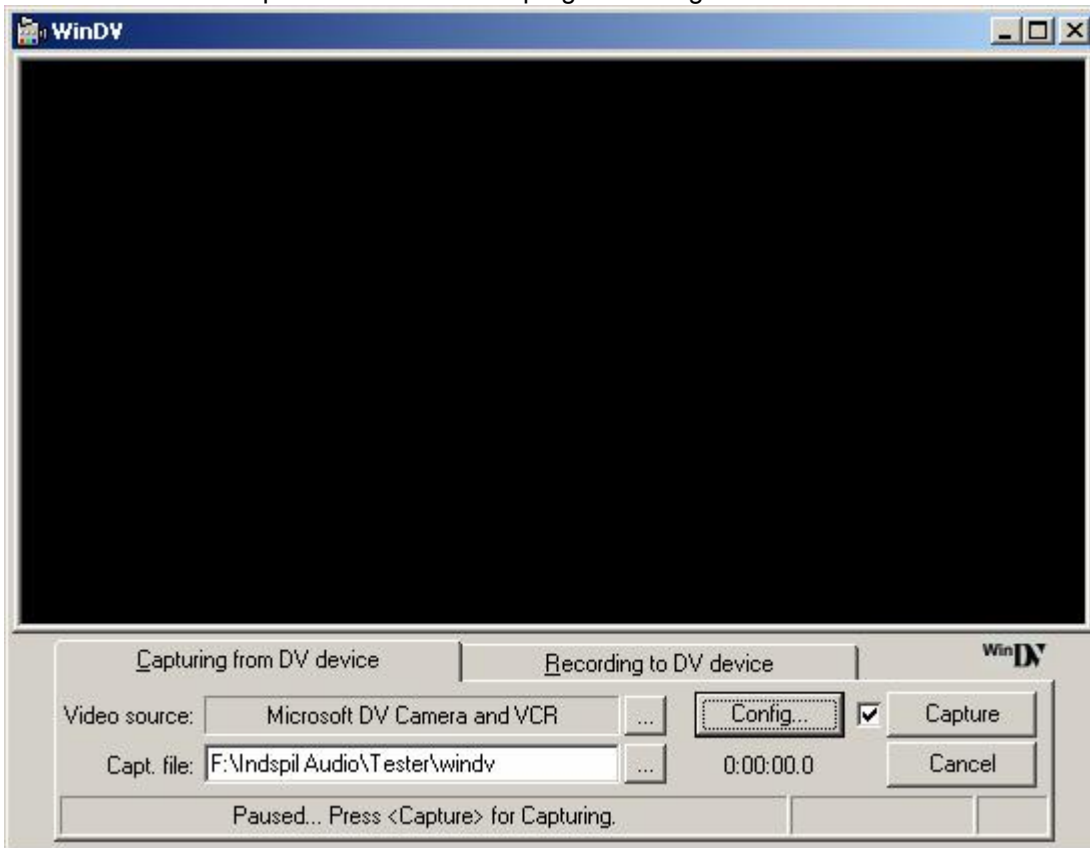 WinDV
Capturing from DV device
Recording to DV device
WinDV
Video source:
Microsoft DV Camera and VCR
...
Config...
Capture
Capt. file:
F:\Indspil Audio\Tester\windv
...
0:00:00.0
Cancel
Paused... Press <Capture> for Capturing.